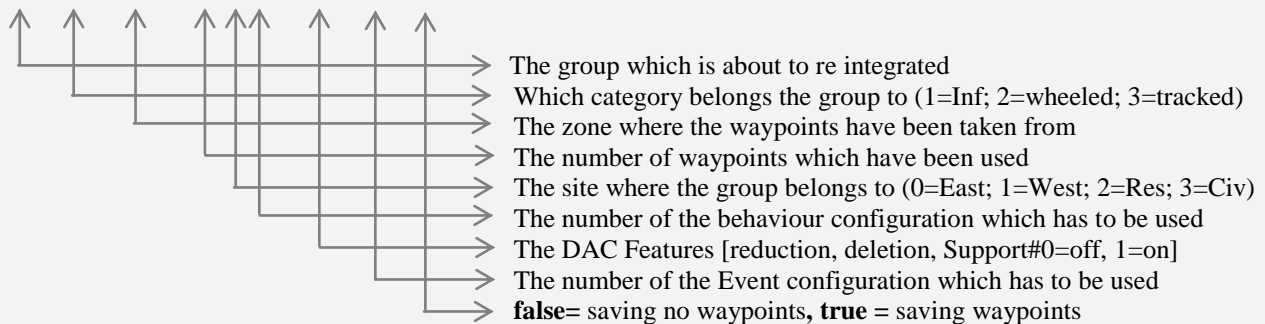 The group which is about to re integrated
Which category belongs the group to (1=Inf; 2=wheeled; 3=tracked)
The zone where the waypoints have been taken from
The number of waypoints which have been used
The site where the group belongs to (0=East; 1=West; 2=Res; 3=Civ)
The number of the behaviour configuration which has to be used
The DAC Features [reduction, deletion, Support#0=off, 1=on]
The number of the Event configuration which has to be used
false= saving no waypoints, true = saving waypoints